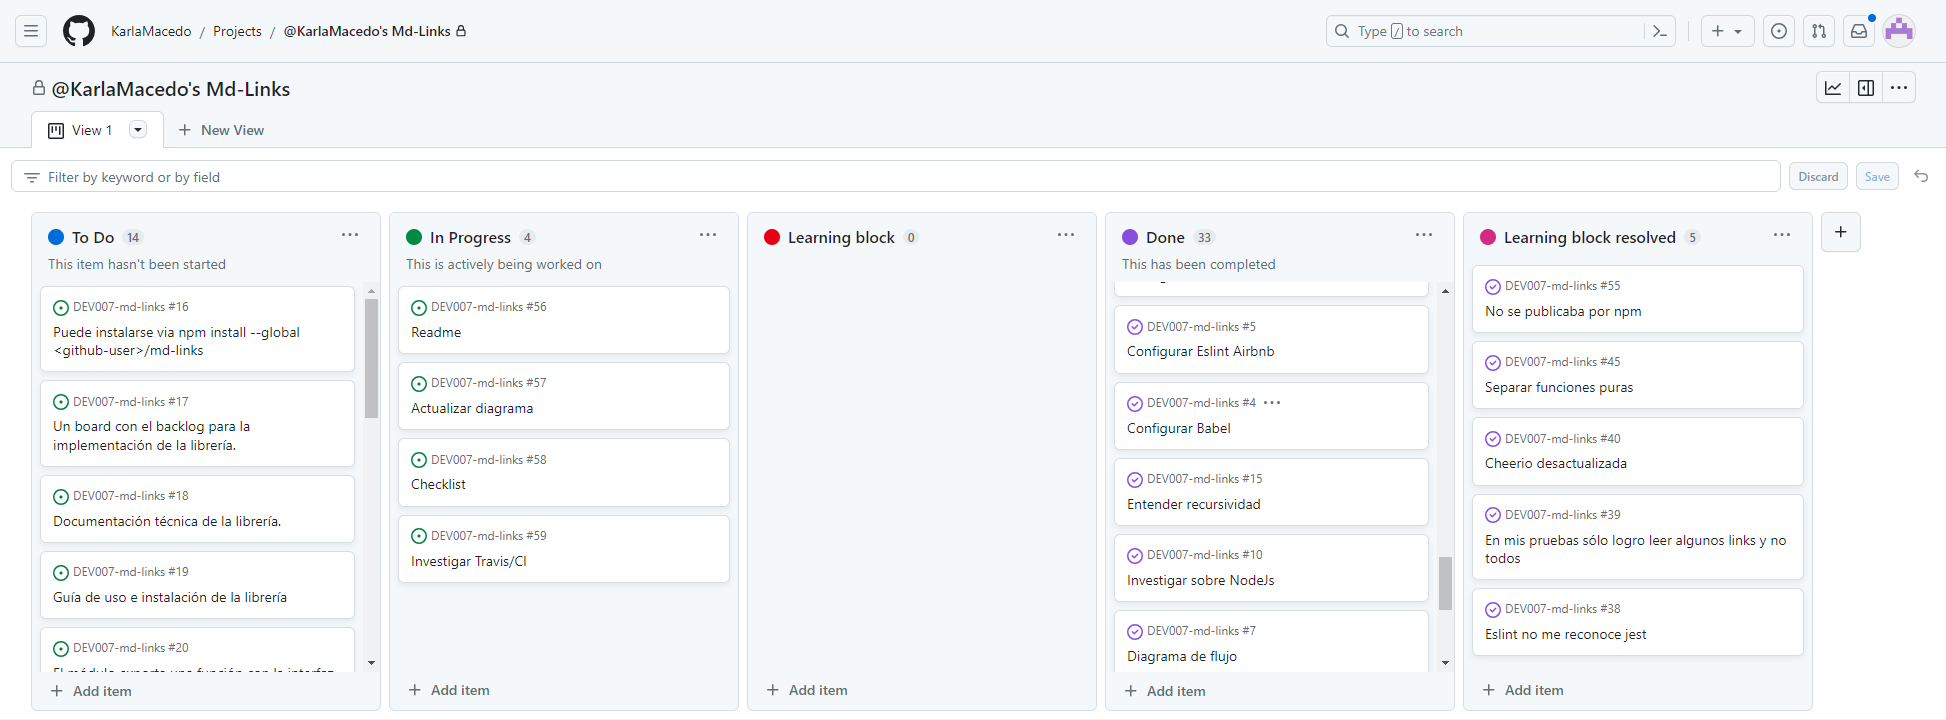 KarlaMacedo / Projects / @KarlaMacedo's Md-Links
Type / to search
@KarlaMacedo's Md-Links
View 1
New View
Filter by keyword or by field
Discard
Save
To Do 14
This item hasn't been started
DEV007-md-links #16
Puede instalarse via npm install --global
<github-user>/md-links
DEV007-md-links #17
Un board con el backlog para la
implementación de la librería.
DEV007-md-links #18
Documentación técnica de la librería.
DEV007-md-links #19
Guía de uso e instalación de la librería
DEV007-md-links #20
El módulo exporta una función con la interfaz
Add item
In Progress 4
This is actively being worked on
DEV007-md-links #56
Readme
DEV007-md-links #57
Actualizar diagrama
DEV007-md-links #58
Checklist
DEV007-md-links #59
Investigar Travis/CI
Add item
Learning block 0
Add item
Done 33
This has been completed
DEV007-md-links #5
Configurar Eslint Airbnb
DEV007-md-links #4
Configurar Babel
DEV007-md-links #15
Entender recursividad
DEV007-md-links #10
Investigar sobre NodeJs
DEV007-md-links #7
Diagrama de flujo
Add item
Learning block resolved 5
DEV007-md-links #55
No se publicaba por npm
DEV007-md-links #45
Separar funciones puras
DEV007-md-links #40
Cheerio desactualizada
DEV007-md-links #39
En mis pruebas sólo logro leer algunos links y no
todos
DEV007-md-links #38
Eslint no me reconoce jest
Add item